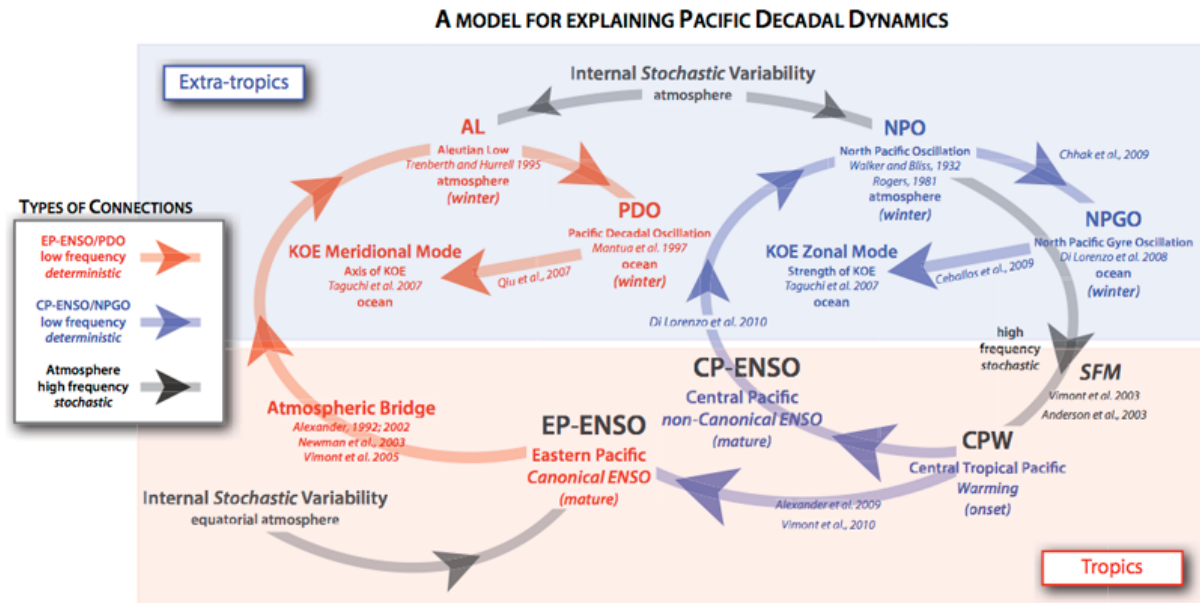 A MODEL FOR EXPLAINING PACIFIC DECADAL DYNAMICS
Extra-tropics
Internal Stochastic Variability
atmosphere
AL
Aleutian Low
Trenberth and Hurrell 1995
atmosphere
(winter)
NPO
North Pacific Oscillation
Walker and Bliss, 1932
Rogers, 1981
atmosphere
(winter)
Chhak et al., 2009
TYPES OF CONNECTIONS
EP-ENSO/PDO
low frequency
deterministic
CP-ENSO/NPGO
low frequency
deterministic
Atmosphere
high frequency
stochastic
PDO
Pacific Decadal Oscillation
Mantua et al. 1997
ocean
(winter)
NPGO
North Pacific Gyre Oscillation
Di Lorenzo et al. 2008
ocean
(winter)
KOE Meridional Mode
Axis of KOE
Taguchi et al. 2007
ocean
Qiu et al., 2007
KOE Zonal Mode
Strength of KOE
Taguchi et al. 2007
ocean
Ceballos et al., 2009
Di Lorenzo et al. 2010
high
frequency
stochastic
SFM
Vimont et al. 2003
Anderson et al., 2003
CP-ENSO
Central Pacific
non-Canonical ENSO
(mature)
Atmospheric Bridge
Alexander, 1992; 2002
Newman et al., 2003
Vimont et al. 2005
EP-ENSO
Eastern Pacific
Canonical ENSO
(mature)
CPW
Central Tropical Pacific
Warming
(onset)
Alexander et al. 2009
Vimont et al., 2010
Internal Stochastic Variability
equatorial atmosphere
Tropics